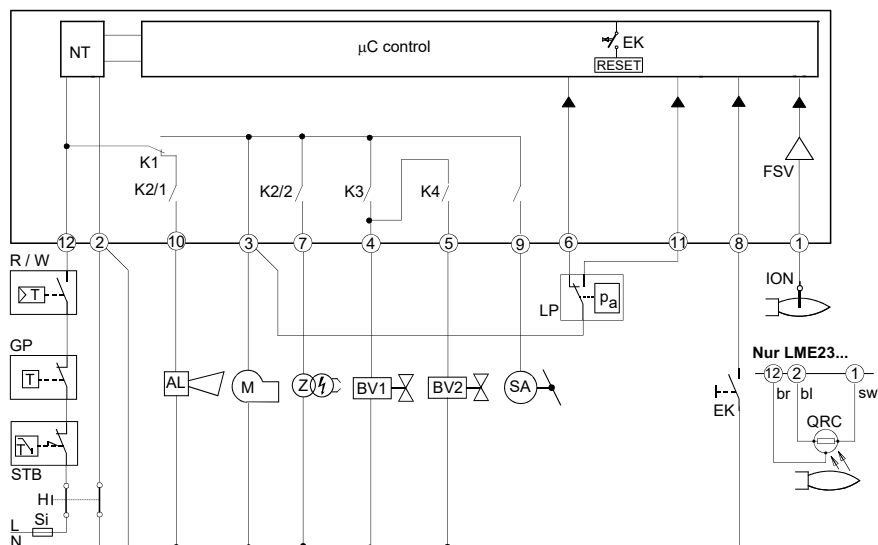 NT
µC control
EK
RESET
K1
K2/1
K2/2
K3
K4
FSV
12
2
10
3
7
4
5
9
6
11
8
1
R / W
T
LP
pa
ION
GP
T
AL
M
Z
BV1
BV2
SA
EK
Nur LME23...
12
2
1
br
bl
sw
QRC
T
STB
H
Si
L
N